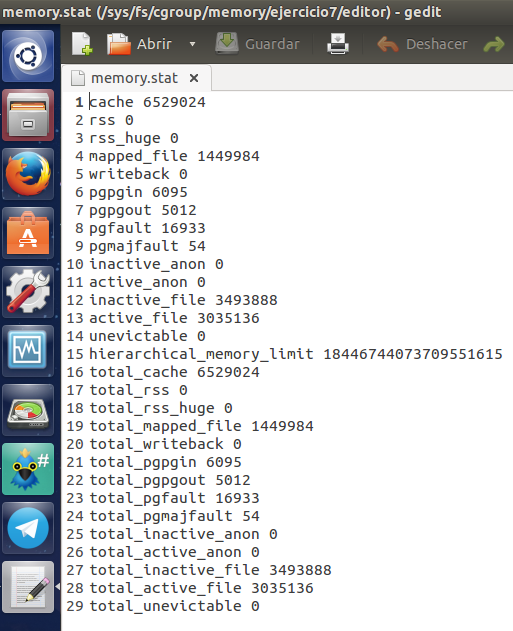 memory.stat (/sys/fs/cgroup/memory/ejercicio7/editor) - gedit
Abrir Guardar Deshacer
memory.stat ×
1 cache 6529024
2 rss 0
3 rss_huge 0
4 mapped_file 1449984
5 writeback 0
6 pgpgin 6095
7 pgpgout 5012
8 pgfault 16933
9 pgmajfault 54
10 inactive_anon 0
11 active_anon 0
12 inactive_file 3493888
13 active_file 3035136
14 unevictable 0
15 hierarchical_memory_limit 18446744073709551615
16 total_cache 6529024
17 total_rss 0
18 total_rss_huge 0
19 total_mapped_file 1449984
20 total_writeback 0
21 total_pgpgin 6095
22 total_pgpgout 5012
23 total_pgfault 16933
24 total_pgmajfault 54
25 total_inactive_anon 0
26 total_active_anon 0
27 total_inactive_file 3493888
28 total_active_file 3035136
29 total_unevictable 0